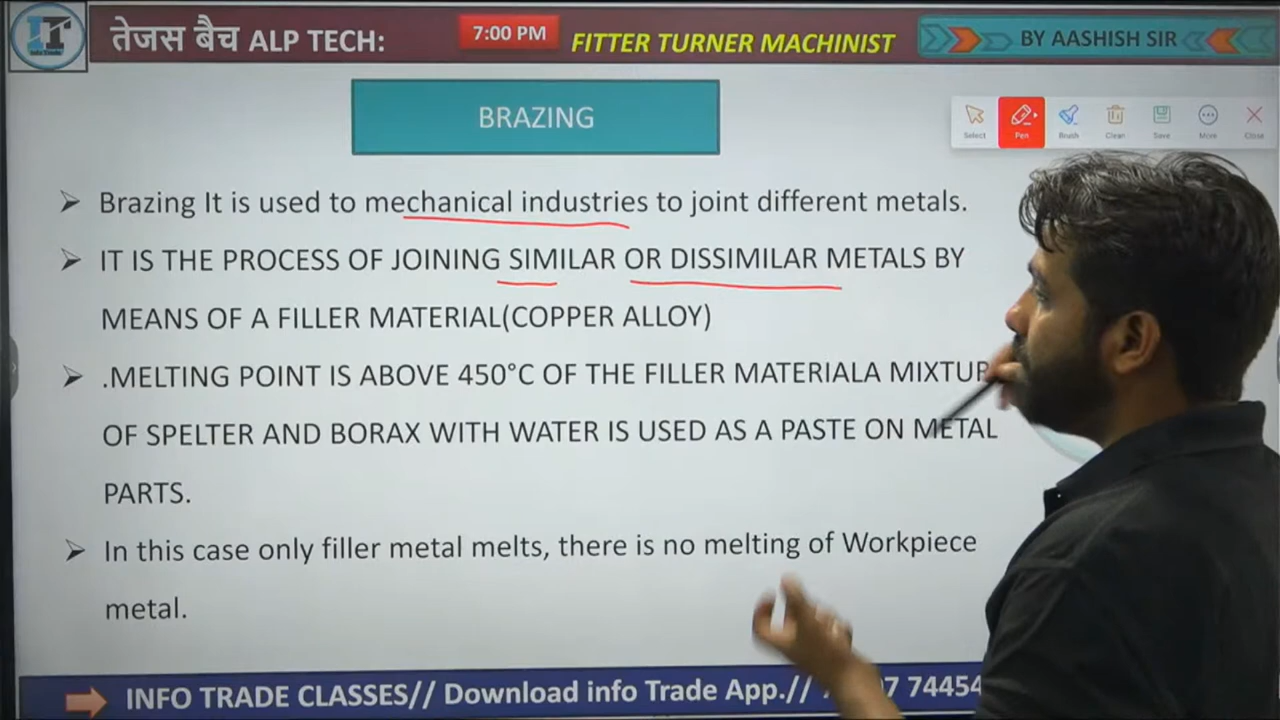 तेजस बैच ALP TECH:
7:00 PM
FITTER TURNER MACHINIST
BY AASHISH SIR
BRAZING
Select
Pen
Brush
Clean
Save
More
Close
Brazing It is used to mechanical industries to joint different metals.
IT IS THE PROCESS OF JOINING SIMILAR OR DISSIMILAR METALS BY
MEANS OF A FILLER MATERIAL(COPPER ALLOY)
.MELTING POINT IS ABOVE 450°C OF THE FILLER MATERIALA MIXTUR
OF SPELTER AND BORAX WITH WATER IS USED AS A PASTE ON METAL
PARTS.
In this case only filler metal melts, there is no melting of Workpiece
metal.
INFO TRADE CLASSES// Download info Trade App.// 7 74454